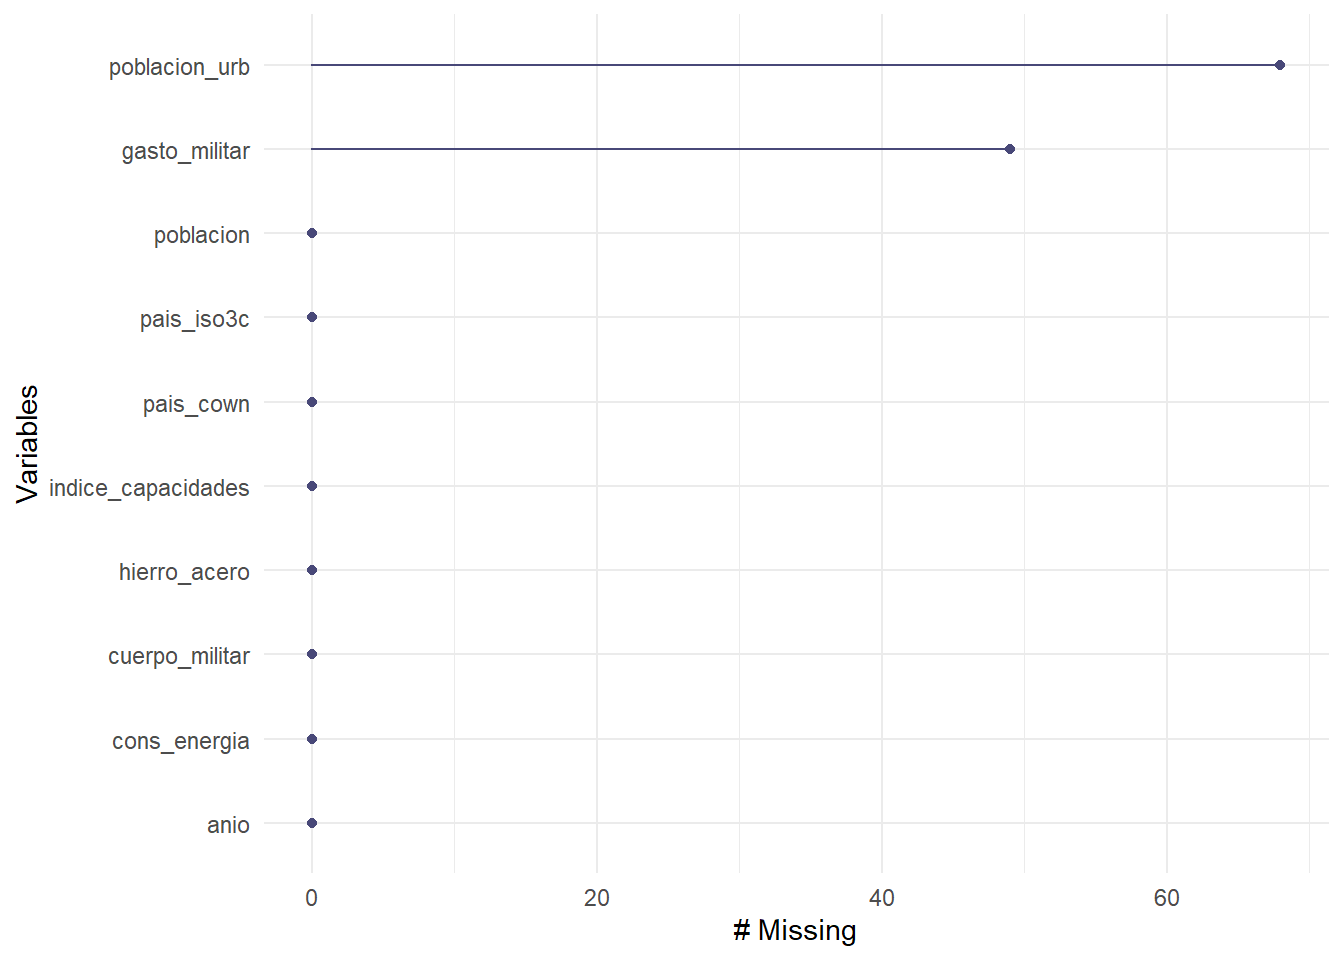 poblacion_urb
gasto_militar
poblacion
pais_iso3c
pais_cown
indice_capacidades
hierro_acero
cuerpo_militar
cons_energia
anio
Variables
0 20 40 60
# Missing